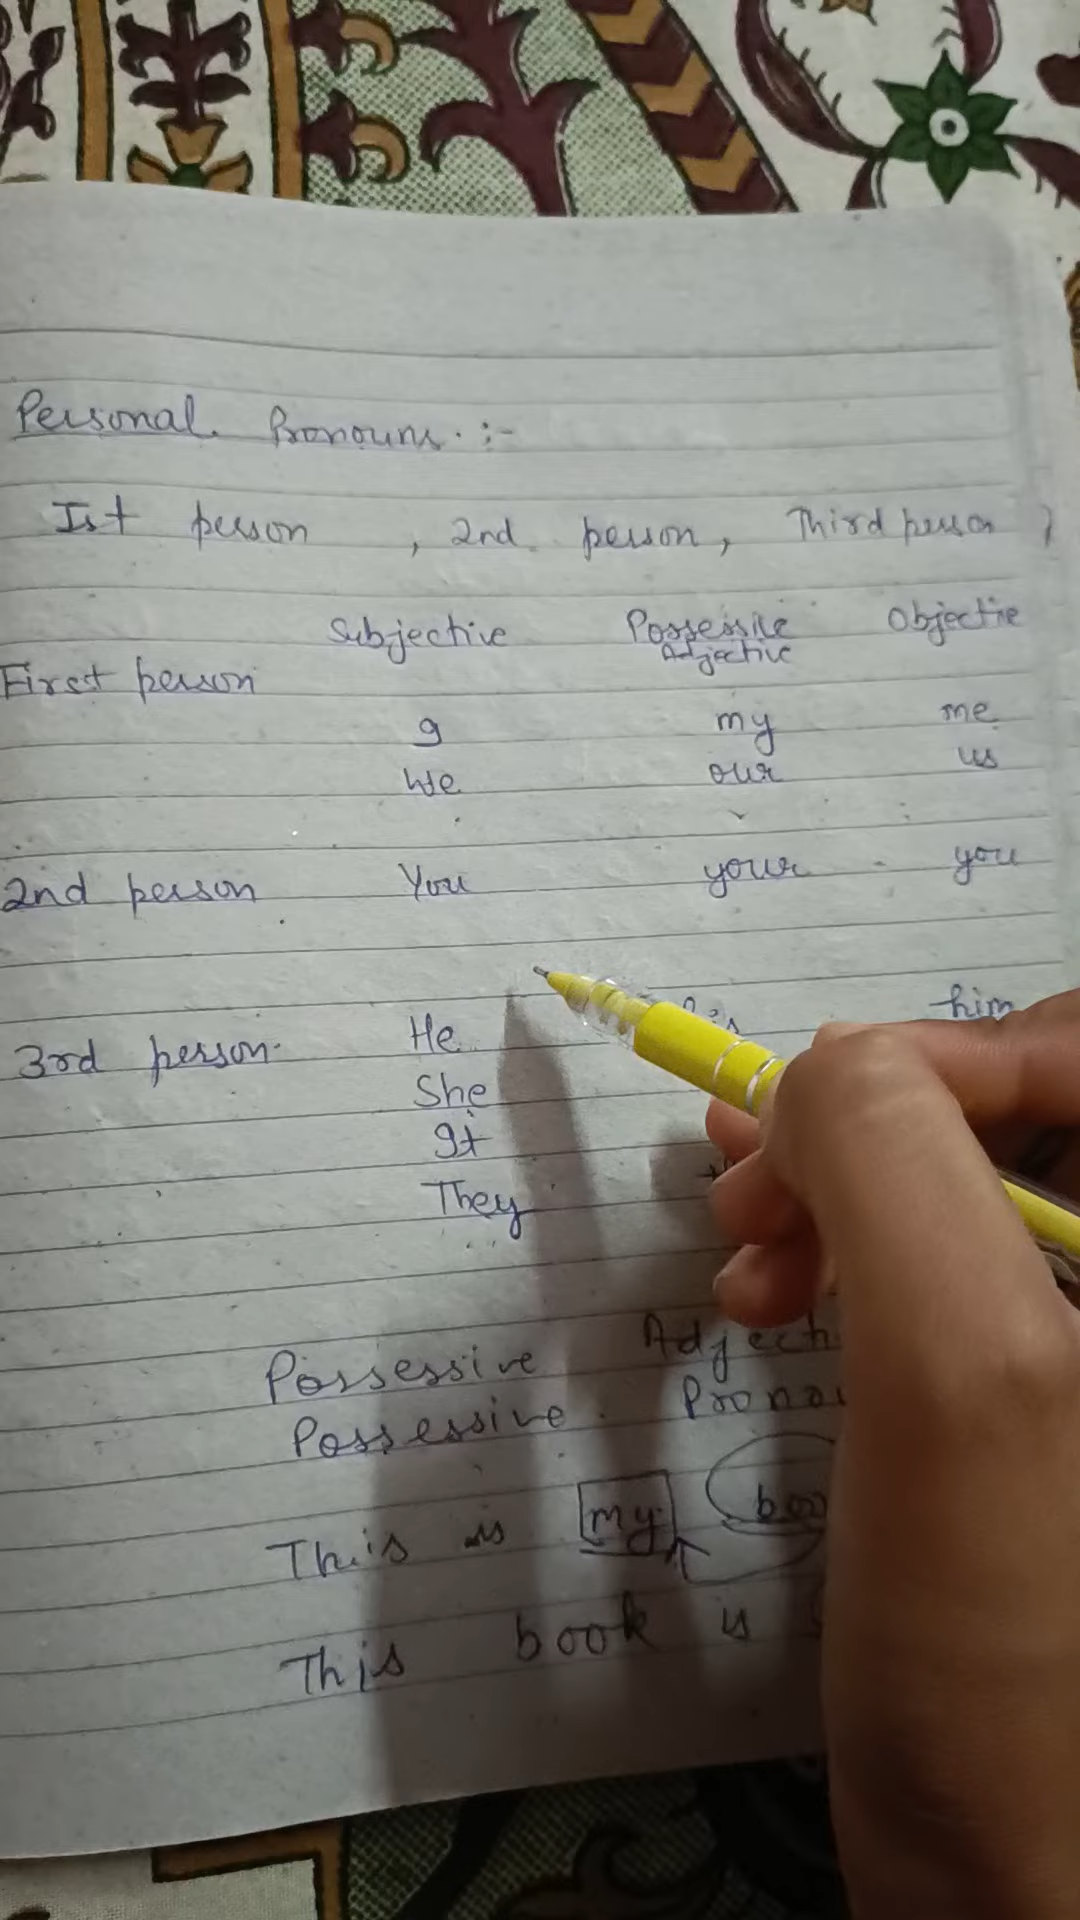 Personal Pronouns :-
Ist person , 2nd person, Third person
Subjective Possessive Adjective Objective
First person
I my me
We our us
2nd person You your you
3rd person He his him
She
It
They
Possessive
Possessive
This is my
This book is